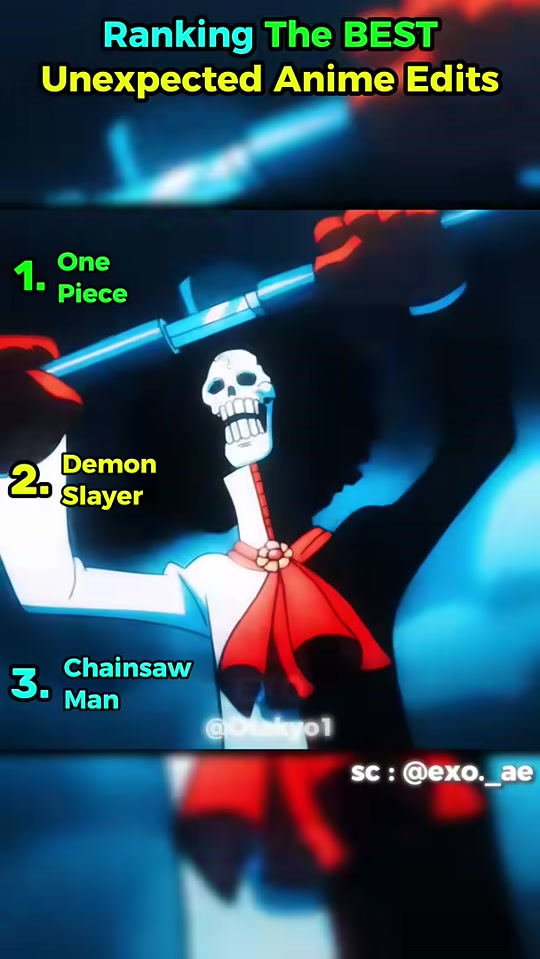 Ranking The BEST
Unexpected Anime Edits
1. One
Piece
2. Demon
Slayer
3. Chainsaw
Man
@Otakyo1
sc : @exo._ae